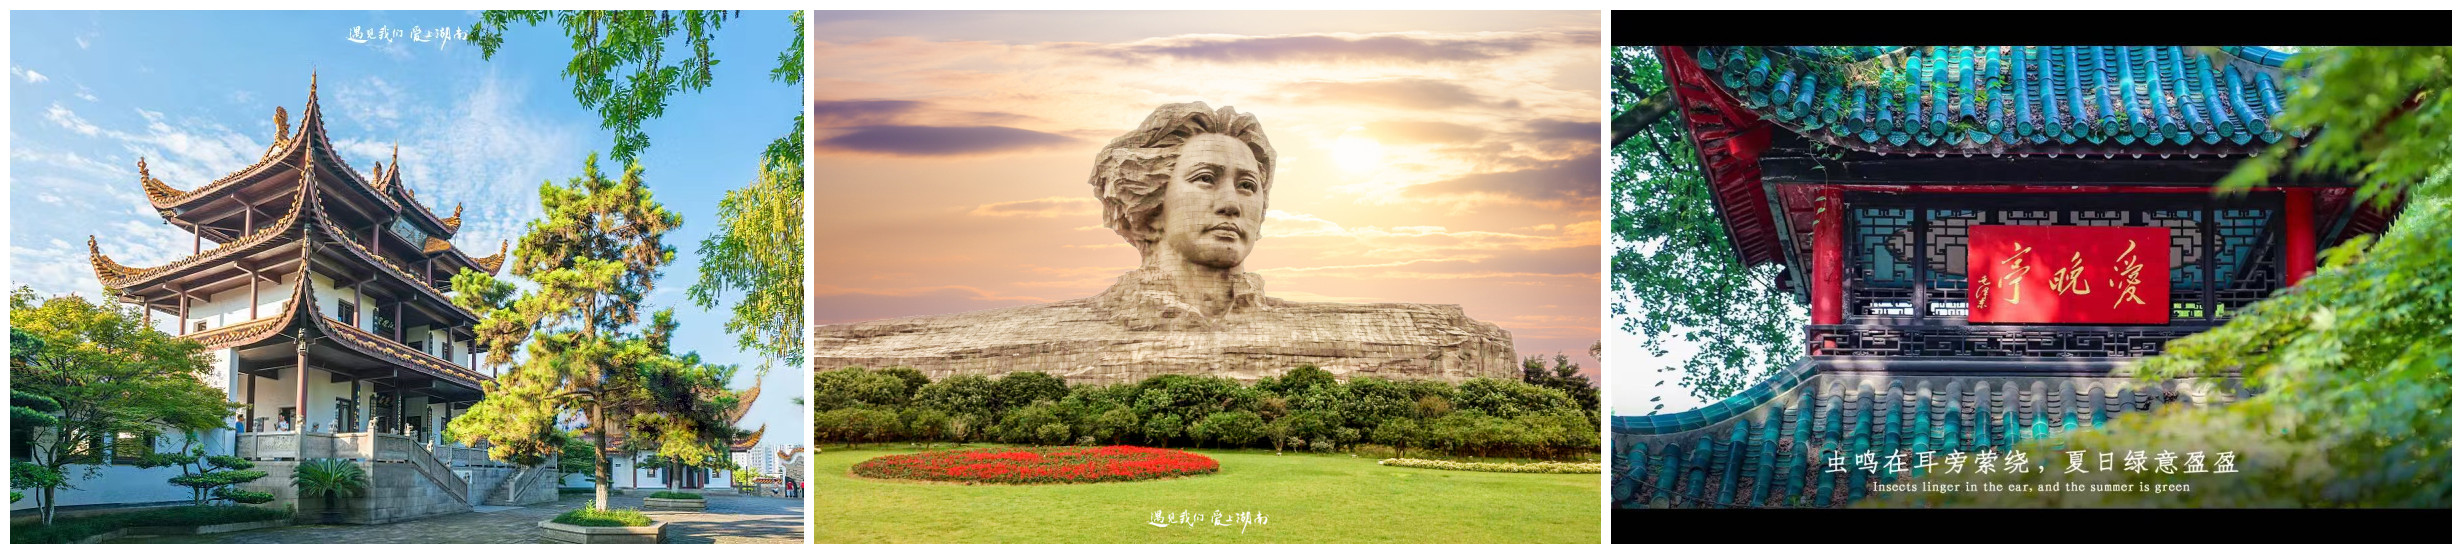 遇见我们 爱上湖南
遇见我们 爱上湖南
愛晚亭
虫鸣在耳旁萦绕，夏日绿意盈盈
Insects linger in the ear, and the summer is green